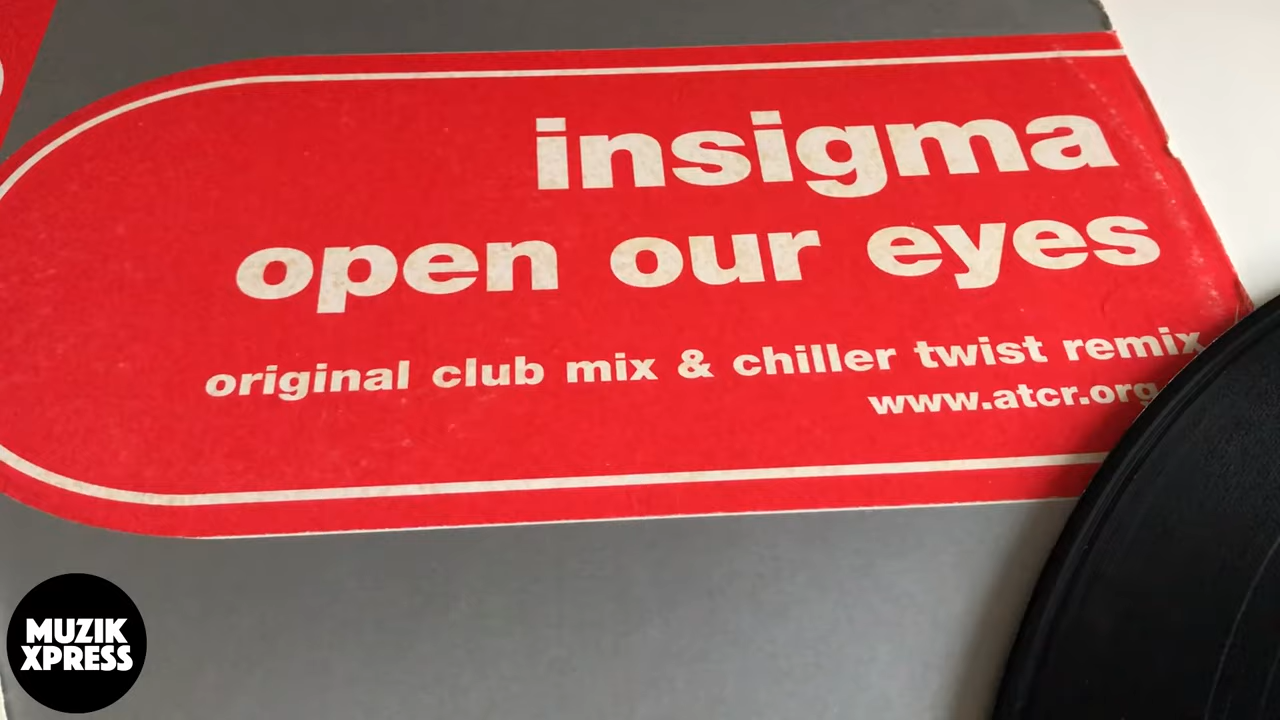 insigma
open our eyes
original club mix & chiller twist remix
www.atcr.org
MUZIK
XPRESS